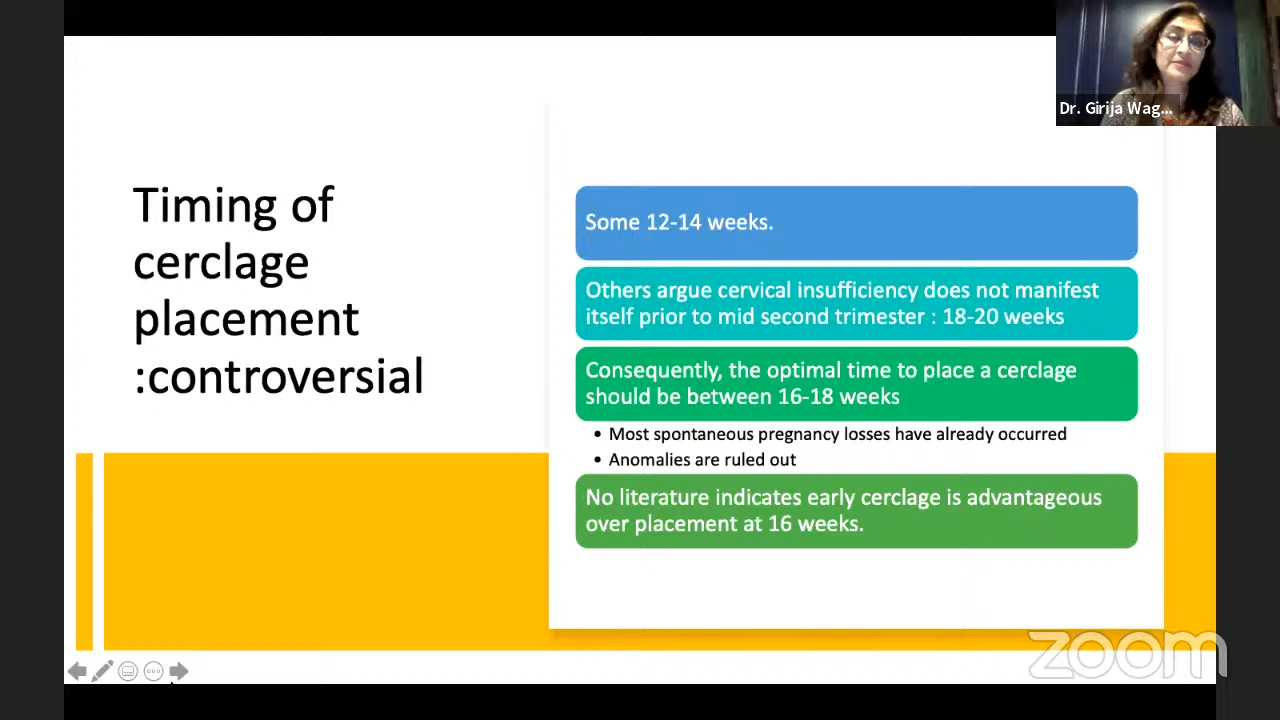 Dr. Girija Wag...
Timing of
cerclage
placement
:controversial
Some 12-14 weeks.
Others argue cervical insufficiency does not manifest
itself prior to mid second trimester : 18-20 weeks
Consequently, the optimal time to place a cerclage
should be between 16-18 weeks
• Most spontaneous pregnancy losses have already occurred
• Anomalies are ruled out
No literature indicates early cerclage is advantageous
over placement at 16 weeks.
zoom